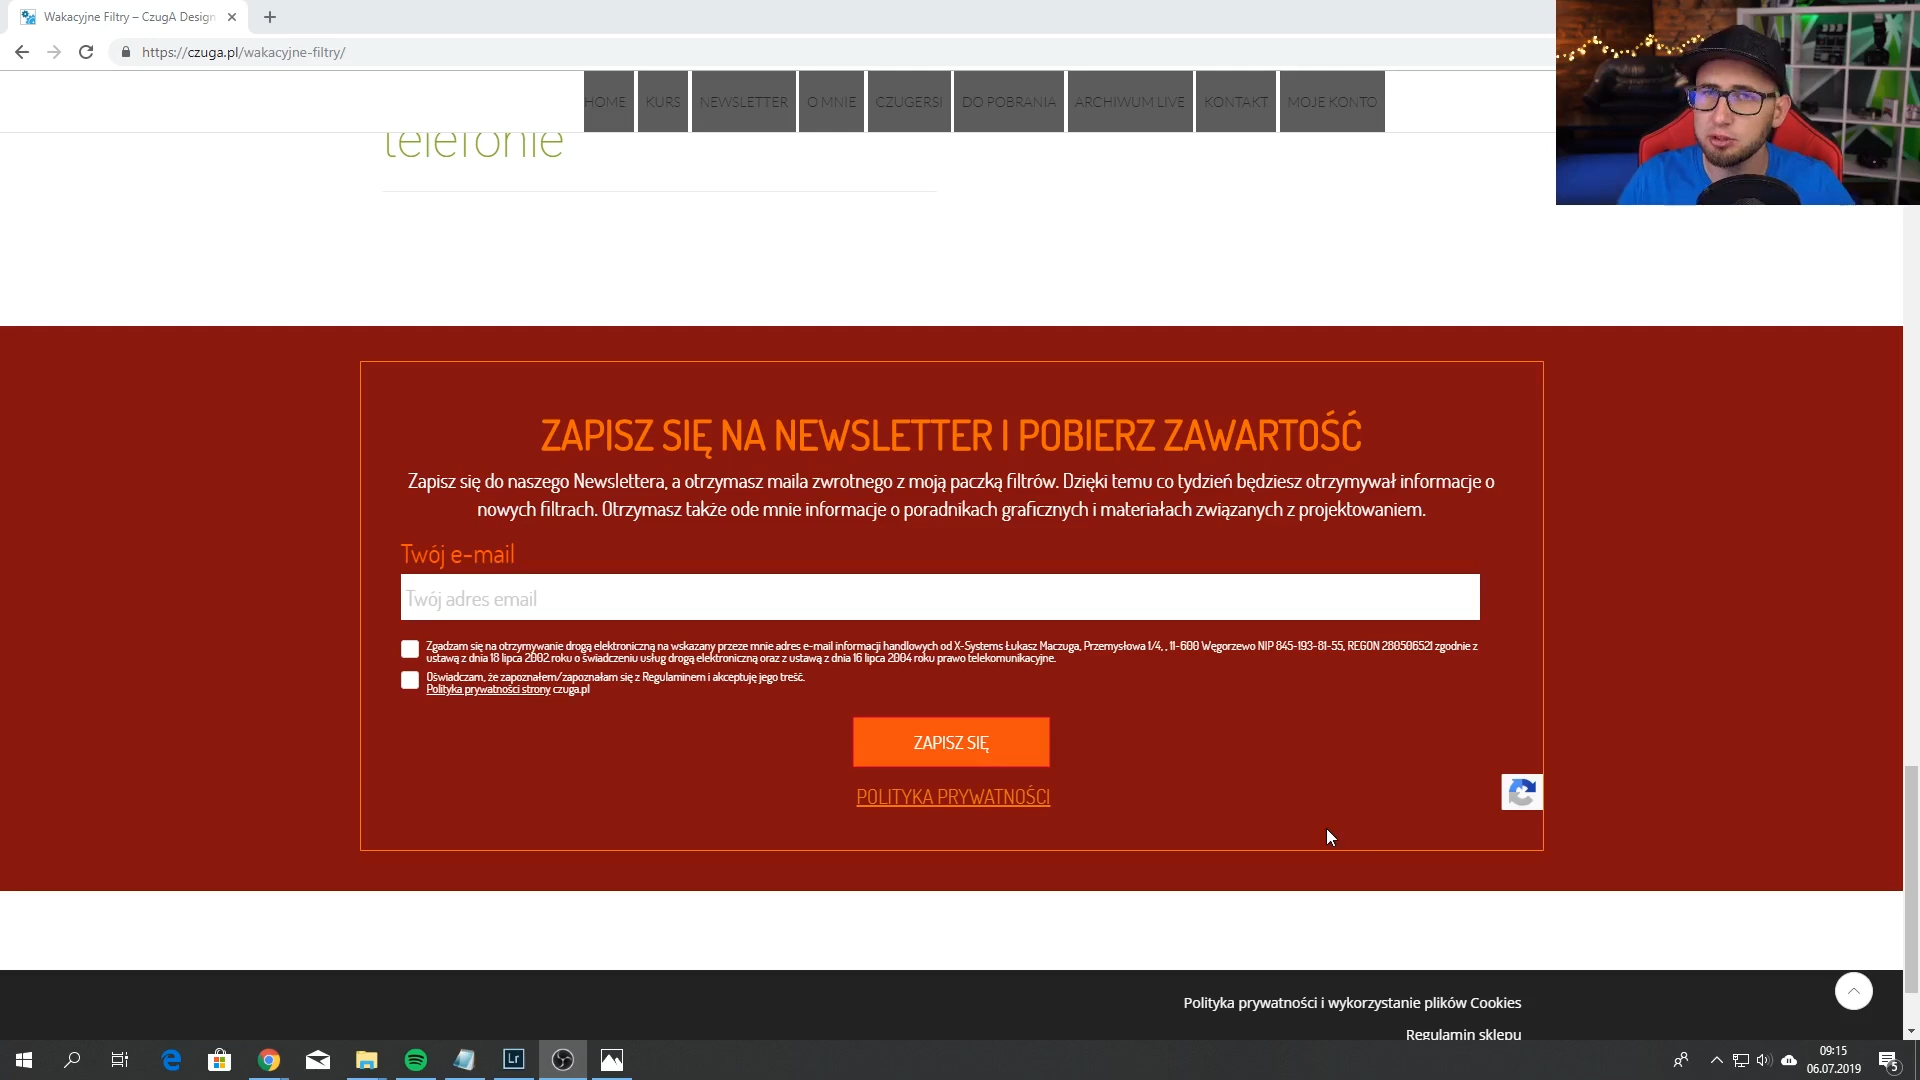 Wakacyjne Filtry – CzugA Design
https://czuga.pl/wakacyjne-filtry/
HOME
KURS
NEWSLETTER
O MNIE
CZUGERSI
DO POBRANIA
ARCHIWUM LIVE
KONTAKT
MOJE KONTO
telefonie
ZAPISZ SIĘ NA NEWSLETTER I POBIERZ ZAWARTOŚĆ
Zapisz się do naszego Newslettera, a otrzymasz maila zwrotnego z moją paczką filtrów. Dzięki temu co tydzień będziesz otrzymywał informacje o
nowych filtrach. Otrzymasz także ode mnie informacje o poradnikach graficznych i materiałach związanych z projektowaniem.
Twój e-mail
Twój adres email
Zgadzam się na otrzymywanie drogą elektroniczną na wskazany przeze mnie adres e-mail informacji handlowych od X-Systems Łukasz Maczuga, Przemysłowa 1/4, , 11-600 Węgorzewo NIP 845-193-81-55, REGON 280506521 zgodnie z
ustawą z dnia 18 lipca 2002 roku o świadczeniu usług drogą elektroniczną oraz z ustawą z dnia 16 lipca 2004 roku prawo telekomunikacyjne.
Oświadczam, że zapoznałem/zapoznałam się z Regulaminem i akceptuję jego treść.
Polityka prywatności strony czuga.pl
ZAPISZ SIĘ
POLITYKA PRYWATNOŚCI
Polityka prywatności i wykorzystanie plików Cookies
Regulamin sklepu
Lr
09:15
06.07.2019
5